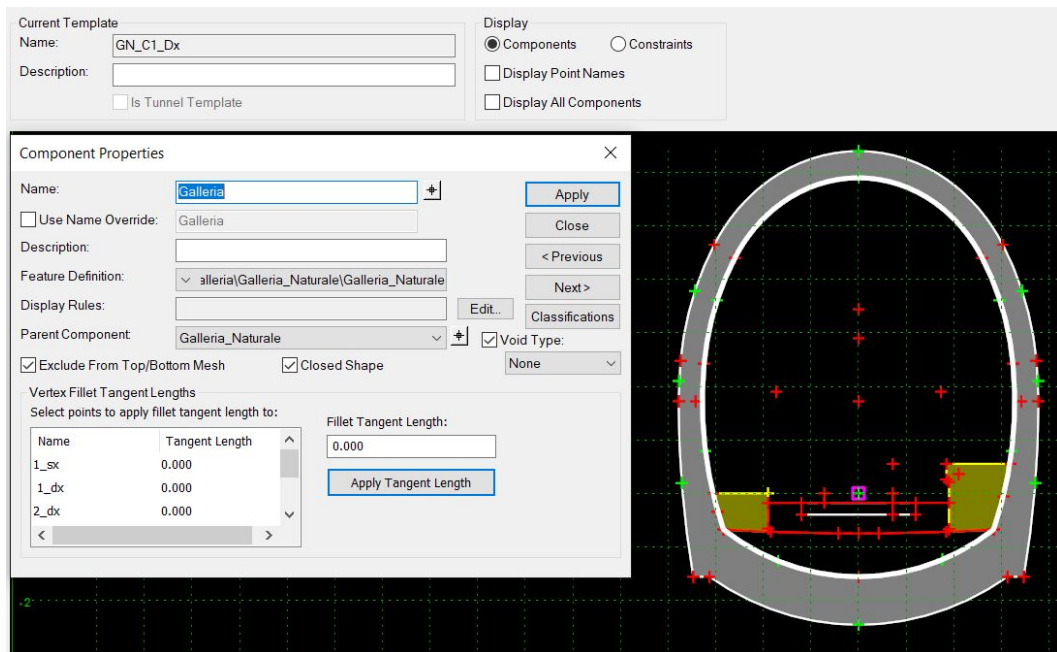 Current Template
Name:
GN_C1_Dx
Description:
Is Tunnel Template
Display
Components
Constraints
Display Point Names
Display All Components
Component Properties
Name:
Galleria
Use Name Override:
Galleria
Description:
Feature Definition:
alleria\Galleria_Naturale\Galleria_Naturale
Display Rules:
Edit...
Parent Component:
Galleria_Naturale
Exclude From Top/Bottom Mesh
Closed Shape
Apply
Close
< Previous
Next>
Classifications
Void Type:
None
Vertex Fillet Tangent Lengths
Select points to apply fillet tangent length to:
Name Tangent Length
1_sx 0.000
1_dx 0.000
2_dx 0.000
Fillet Tangent Length:
0.000
Apply Tangent Length
-2